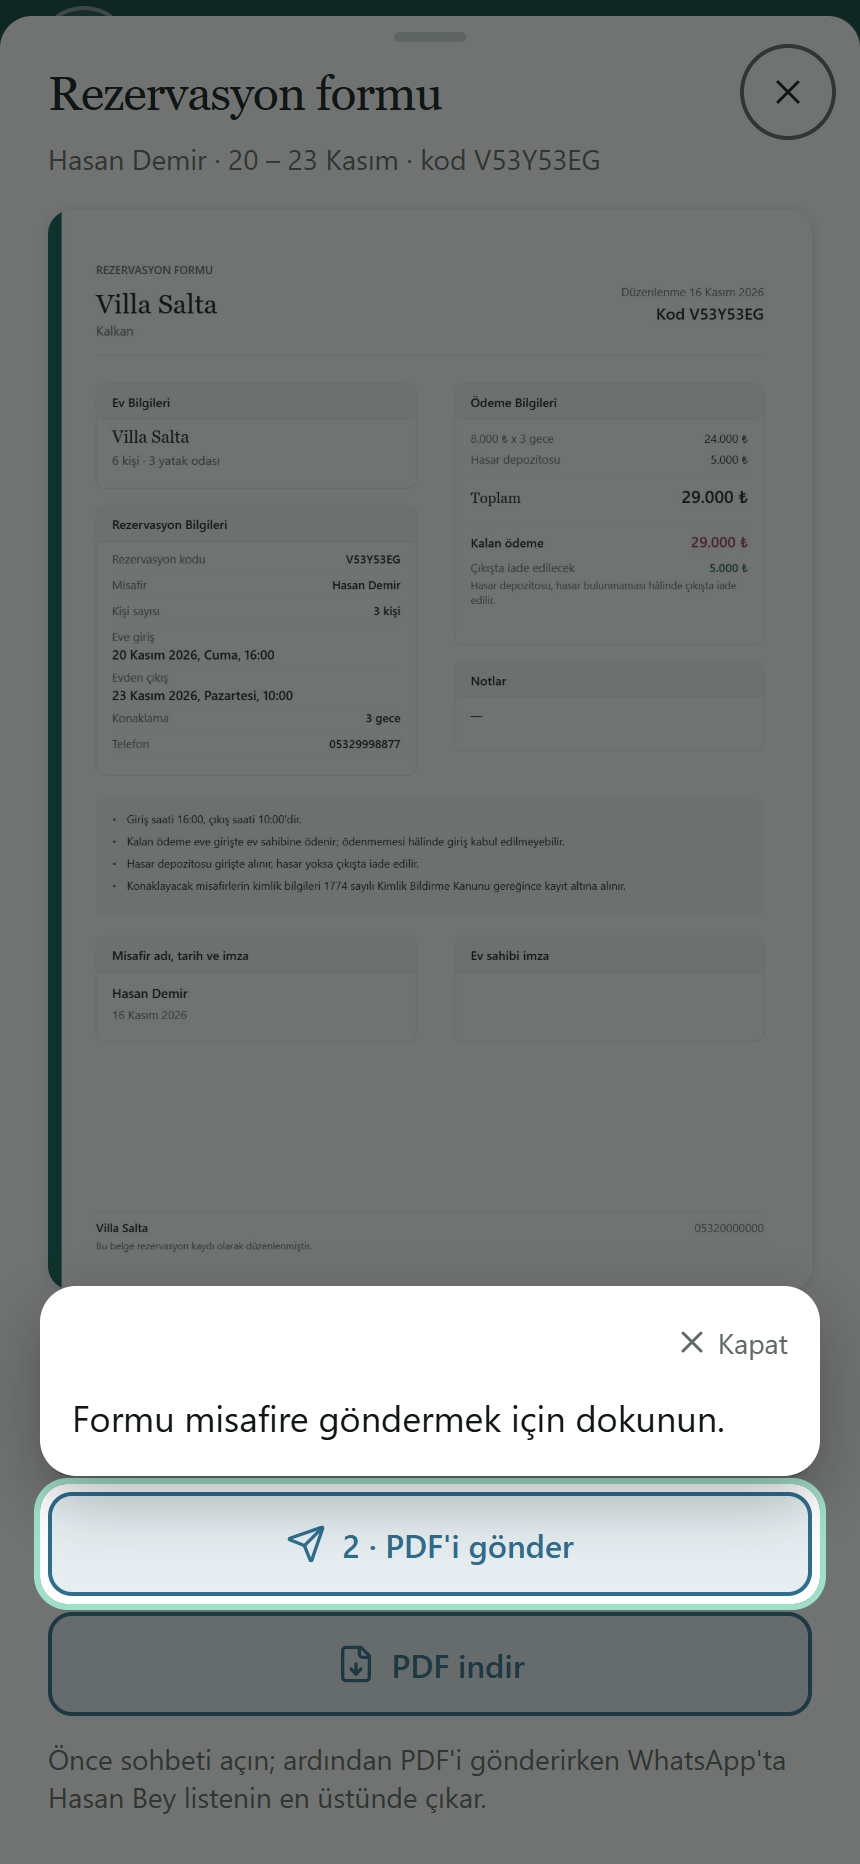 Rezervasyon formu
Hasan Demir · 20 – 23 Kasım · kod V53Y53EG
REZERVASYON FORMU
Villa Salta
Kalkan
Düzenlenme 16 Kasım 2026
Kod V53Y53EG
Ev Bilgileri
Villa Salta
6 kişi · 3 yatak odası
Rezervasyon Bilgileri
Rezervasyon kodu V53Y53EG
Misafir Hasan Demir
Kişi sayısı 3 kişi
Eve giriş
20 Kasım 2026, Cuma, 16:00
Evden çıkış
23 Kasım 2026, Pazartesi, 10:00
Konaklama 3 gece
Telefon 05329998877
Ödeme Bilgileri
8.000 ₺ x 3 gece 24.000 ₺
Hasar depozitosu 5.000 ₺
Toplam 29.000 ₺
Kalan ödeme 29.000 ₺
Çıkışta iade edilecek 5.000 ₺
Hasar depozitosu, hasar bulunmaması hâlinde çıkışta iade
edilir.
Notlar
—
• Giriş saati 16:00, çıkış saati 10:00'dir.
• Kalan ödeme eve girişte ev sahibine ödenir; ödenmemesi hâlinde giriş kabul edilmeyebilir.
• Hasar depozitosu girişte alınır, hasar yoksa çıkışta iade edilir.
• Konaklayacak misafirlerin kimlik bilgileri 1774 sayılı Kimlik Bildirme Kanunu gereğince kayıt altına alınır.
Misafir adı, tarih ve imza
Hasan Demir
16 Kasım 2026
Ev sahibi imza
Villa Salta
Bu belge rezervasyon kaydı olarak düzenlenmiştir.
05320000000
Kapat
Formu misafire göndermek için dokunun.
2 · PDF'i gönder
PDF indir
Önce sohbeti açın; ardından PDF'i gönderirken WhatsApp'ta
Hasan Bey listenin en üstünde çıkar.